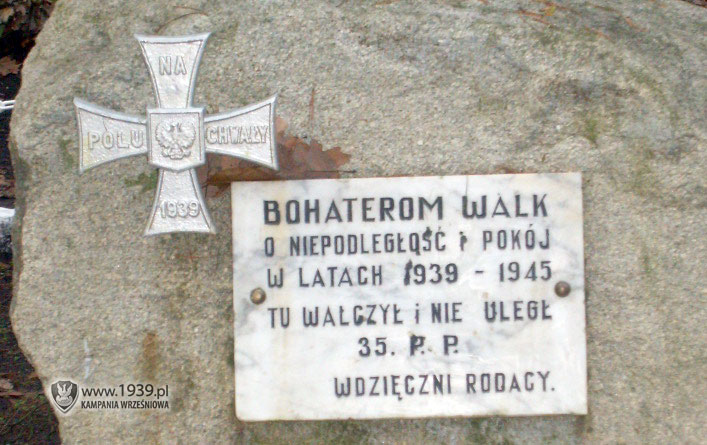 NA
POLU CHWAŁY
1939
BOHATEROM WALK
O NIEPODLEGŁOŚĆ i POKÓJ
W LATACH 1939 - 1945
TU WALCZYŁ i NIE ULEGŁ
35. P. P.
WDZIĘCZNI RODACY.
www.1939.pl
KAMPANIA WRZEŚNIOWA